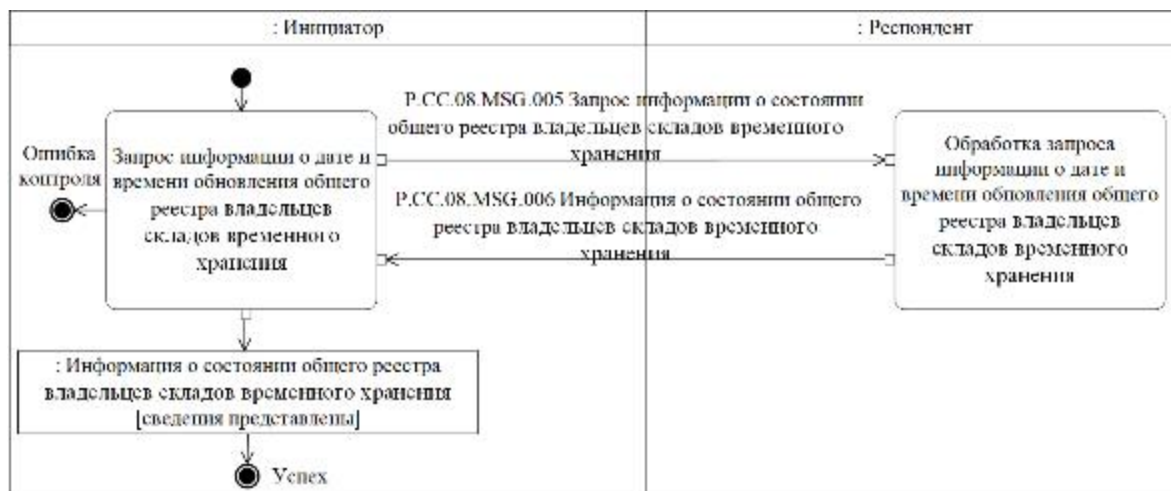 : Инициатор
: Респондент
P.CC.08.MSG.005 Запрос информации о состоянии
общего реестра владельцев складов временного
хранения
Ошибка
контроля
Запрос информации о дате и
времени обновления общего
реестра владельцев
складов временного
хранения
P.CC.08.MSG.006 Информация о состоянии общего
реестра владельцев складов временного
хранения
Обработка запроса
информации о дате и
времени обновления общего
реестра владельцев
складов временного
хранения
: Информация о состоянии общего реестра
владельцев складов временного хранения
[сведения представлены]
Успех